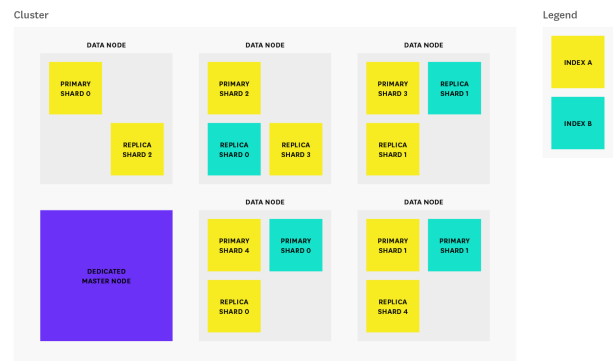 Cluster
Legend
DATA NODE
DATA NODE
DATA NODE
PRIMARY
SHARD 0
REPLICA
SHARD 2
PRIMARY
SHARD 2
REPLICA
SHARD 0
REPLICA
SHARD 3
PRIMARY
SHARD 3
REPLICA
SHARD 1
REPLICA
SHARD 1
INDEX A
INDEX B
DATA NODE
DATA NODE
DEDICATED
MASTER NODE
PRIMARY
SHARD 4
PRIMARY
SHARD 0
REPLICA
SHARD 0
PRIMARY
SHARD 1
PRIMARY
SHARD 1
REPLICA
SHARD 4